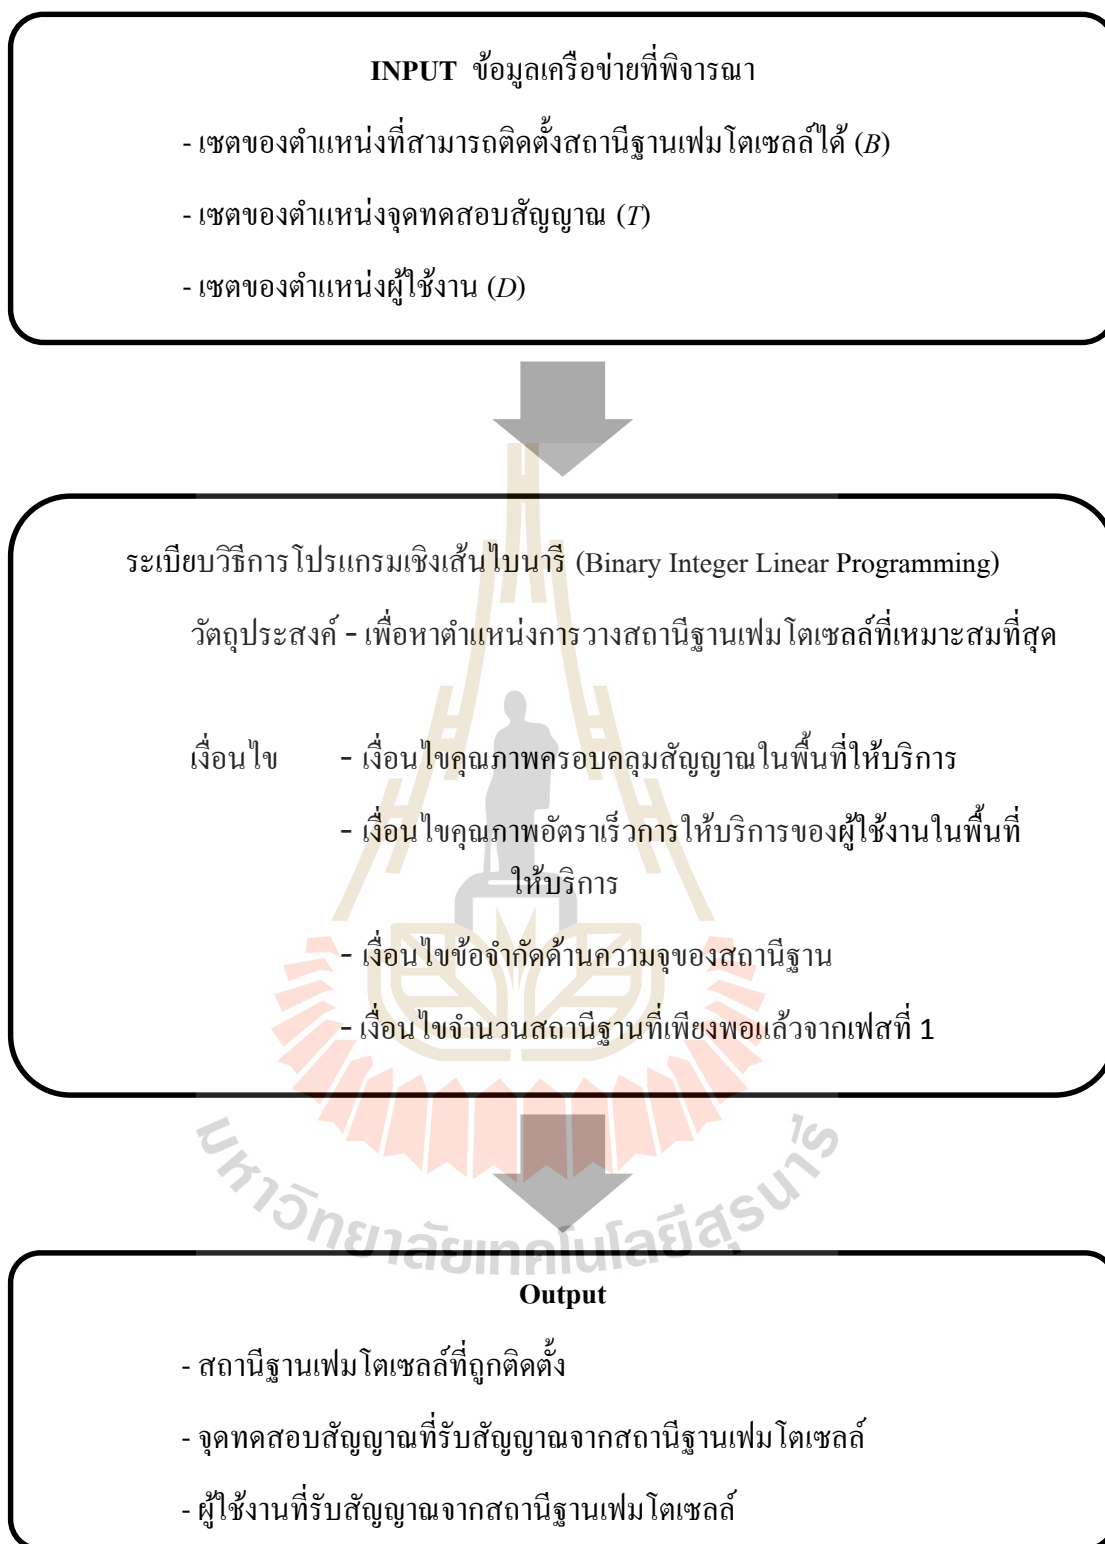 INPUT ข้อมูลเครือข่ายที่พิจารณา
- เซตของตำแหน่งที่สามารถติดตั้งสถานีฐานเฟมโตเซลล์ได้ (B)
- เซตของตำแหน่งจุดทดสอบสัญญาณ (T)
- เซตของตำแหน่งผู้ใช้งาน (D)
ระเบียบวิธีการโปรแกรมเชิงเส้นไบนารี (Binary Integer Linear Programming)
วัตถุประสงค์ - เพื่อหาตำแหน่งการวางสถานีฐานเฟมโตเซลล์ที่เหมาะสมที่สุด
เงื่อนไข - เงื่อนไขคุณภาพครอบคลุมสัญญาณในพื้นที่ให้บริการ
- เงื่อนไขคุณภาพอัตราเร็วการให้บริการของผู้ใช้งานในพื้นที่
ให้บริการ
- เงื่อนไขข้อจำกัดด้านความจุของสถานีฐาน
- เงื่อนไขจำนวนสถานีฐานที่เพียงพอแล้วจากเฟสที่ 1
มหาวิทยาลัยเทคโนโลยีสุรนารี
Output
- สถานีฐานเฟมโตเซลล์ที่ถูกติดตั้ง
- จุดทดสอบสัญญาณที่รับสัญญาณจากสถานีฐานเฟมโตเซลล์
- ผู้ใช้งานที่รับสัญญาณจากสถานีฐานเฟมโตเซลล์